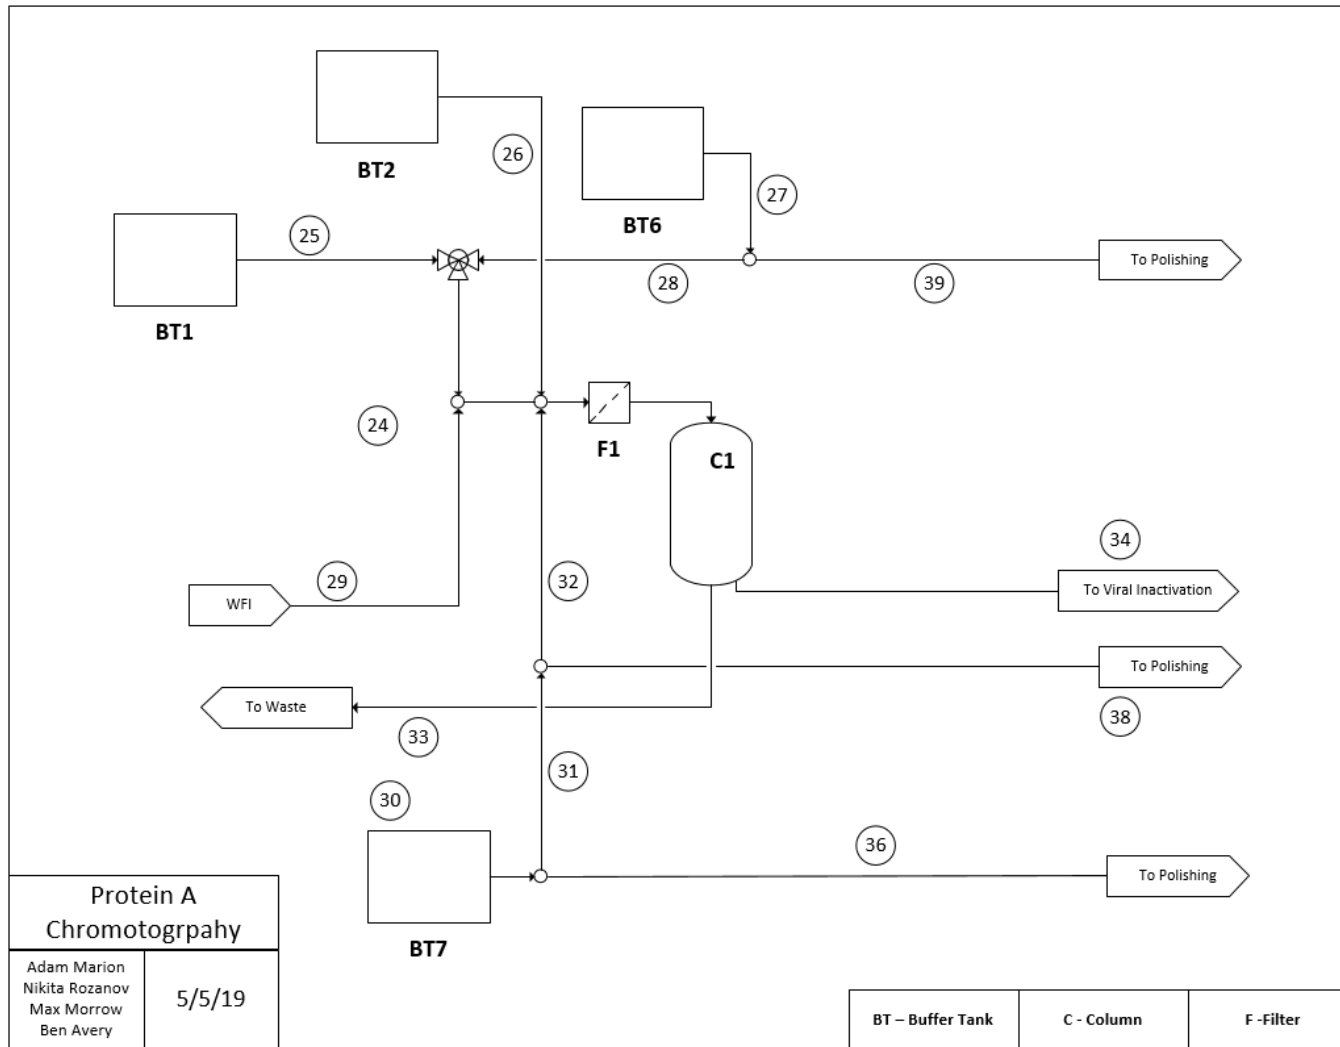 BT2
26
BT6
27
25
To Polishing
28
39
BT1
24
F1
C1
34
29
32
To Viral Inactivation
WFI
To Polishing
To Waste
38
33
31
30
36
To Polishing
BT7
Protein A
Chromotogrpahy
Adam Marion
Nikita Rozanov
Max Morrow
Ben Avery
5/5/19
BT – Buffer Tank
C - Column
F -Filter